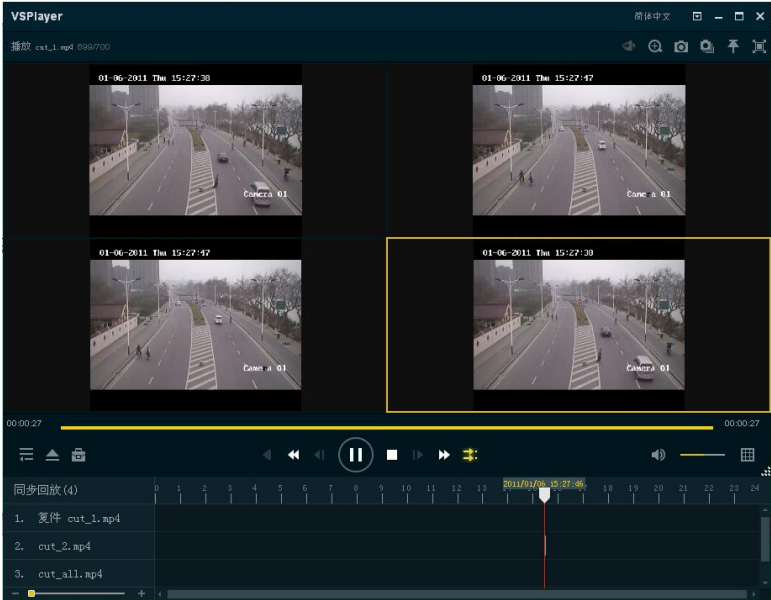 VSPlayer 简体中文
播放 cut_1.mp4 699/700
01-06-2011 Thu 15:27:38
Camera 01
01-06-2011 Thu 15:27:47
Camera 01
01-06-2011 Thu 15:27:47
Camera 01
01-06-2011 Thu 15:27:38
Camera 01
00:00:27 00:00:27
同步回放(4) 0 1 2 3 4 5 6 7 8 9 10 11 12 13 2011/01/06 15:27:46 18 19 20 21 22 23 24
1. 复件 cut_1.mp4
2. cut_2.mp4
3. cut_all.mp4